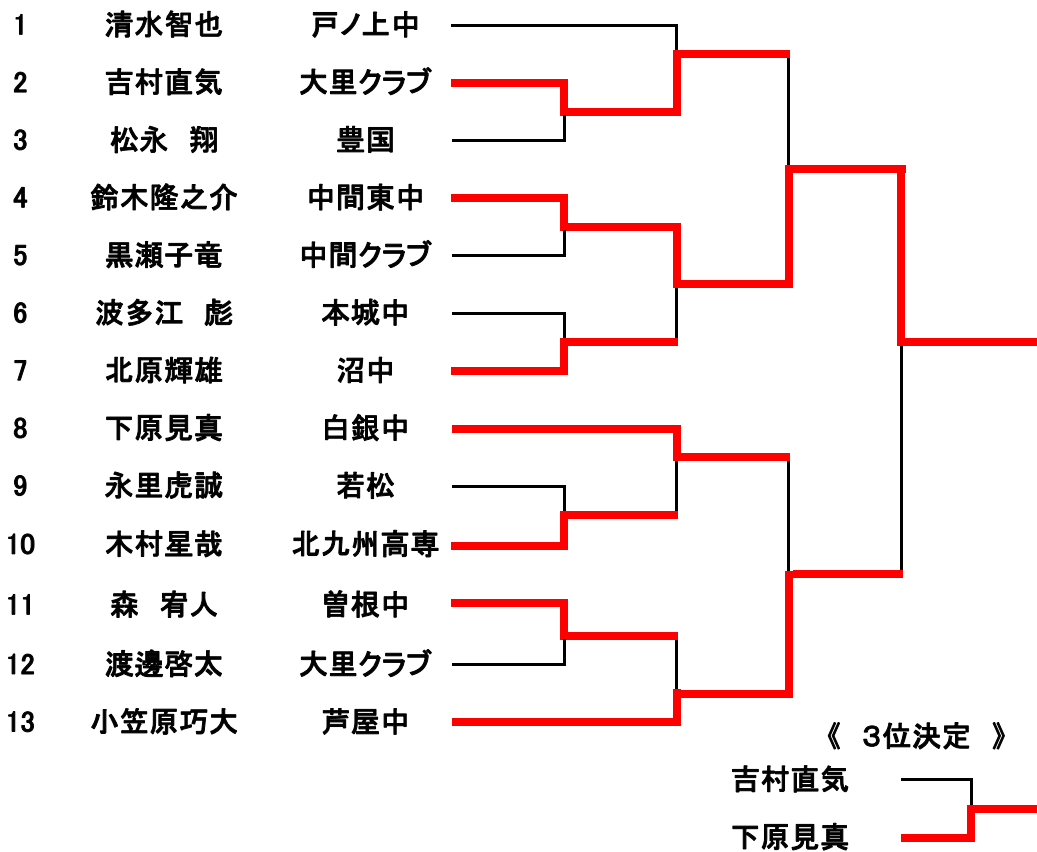 1 清水智也 戸ノ上中
2 吉村直気 大里クラブ
3 松永　翔 豊国
4 鈴木隆之介 中間東中
5 黒瀬子竜 中間クラブ
6 波多江　彪 本城中
7 北原輝雄 沼中
8 下原見真 白銀中
9 永里虎誠 若松
10 木村星哉 北九州高専
11 森　宥人 曽根中
12 渡邊啓太 大里クラブ
13 小笠原巧大 芦屋中
《　３位決定　》
吉村直気
下原見真